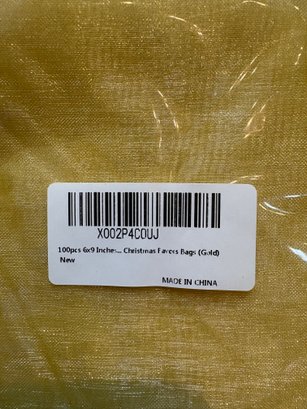 X002P4C0UJ
100pcs 6x9 Inches... Christmas Favors Bags (Gold)
New
MADE IN CHINA